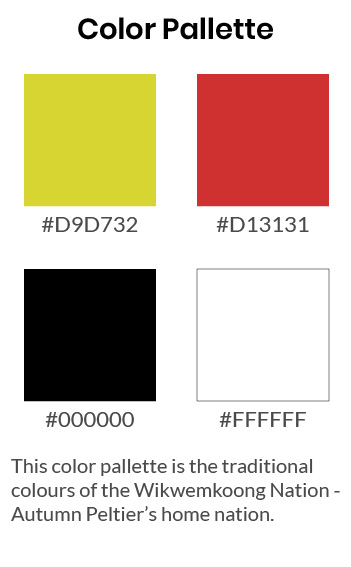 Color Pallette
#D9D732 #D13131
#000000 #FFFFFF
This color pallette is the traditional
colours of the Wikwemkoong Nation -
Autumn Peltier's home nation.